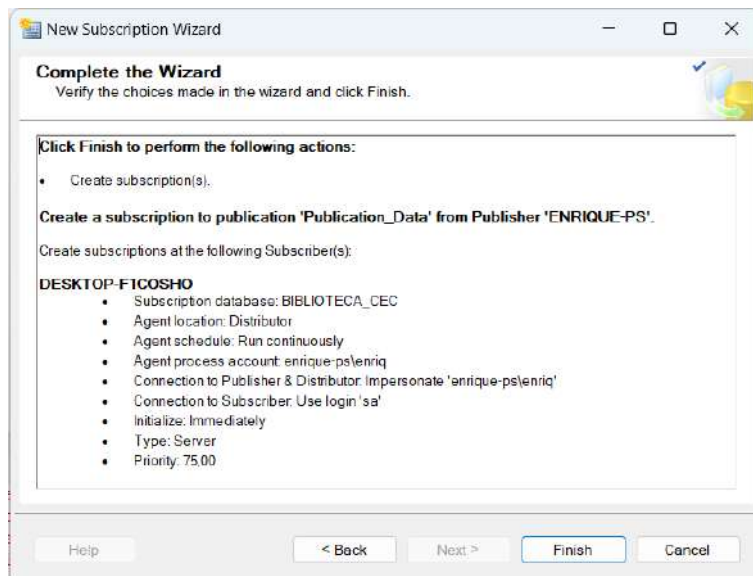 New Subscription Wizard
Complete the Wizard
Verify the choices made in the wizard and click Finish.
Click Finish to perform the following actions:
• Create subscription(s).
Create a subscription to publication 'Publication_Data' from Publisher 'ENRIQUE-PS'.
Create subscriptions at the following Subscriber(s):
DESKTOP-F1COSHO
• Subscription database: BIBLIOTECA_CEC
• Agent location: Distributor
• Agent schedule: Run continuously
• Agent process account: enrique-ps\enriq
• Connection to Publisher & Distributor: Impersonate 'enrique-ps\enriq'
• Connection to Subscriber: Use login 'sa'
• Initialize: Immediately
• Type: Server
• Priority: 75,00
Help < Back Next > Finish Cancel